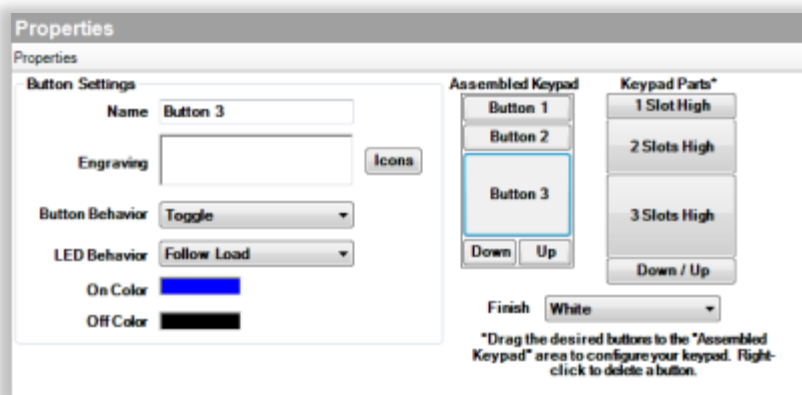 Properties
Properties
Button Settings
Name Button 3
Engraving Icons
Button Behavior Toggle
LED Behavior Follow Load
On Color
Off Color
Assembled Keypad
Button 1
Button 2
Button 3
Down Up
Keypad Parts*
1 Slot High
2 Slots High
3 Slots High
Down / Up
Finish White
"Drag the desired buttons to the "Assembled
Keypad" area to configure your keypad. Right-
click to delete a button.